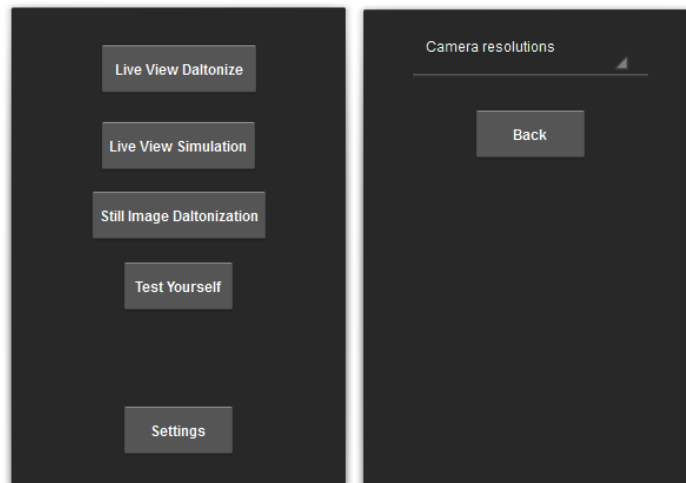 Live View Daltonize
Live View Simulation
Still Image Daltonization
Test Yourself
Settings
Camera resolutions
Back